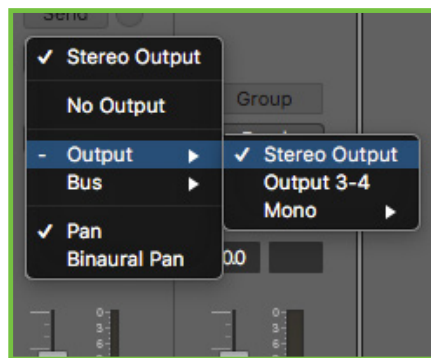 Send
✓ Stereo Output
No Output
- Output ▶
Bus ▶
✓ Pan
Binaural Pan
Group
✓ Stereo Output
Output 3-4
Mono ▶
0.0
0
3
6
0
3
6